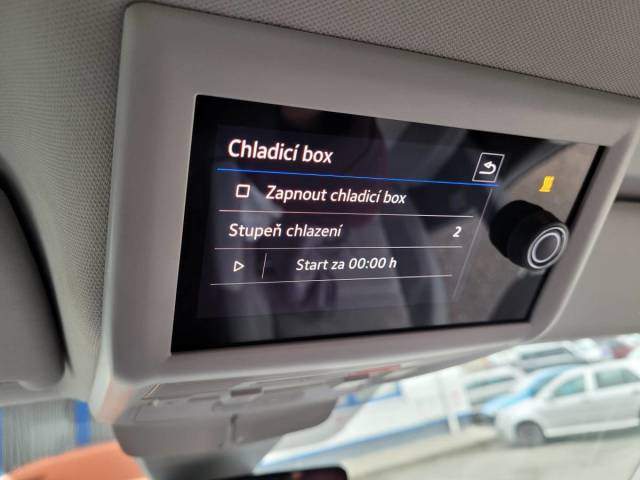 Chladicí box
Zapnout chladicí box
Stupeň chlazení 2
Start za 00:00 h